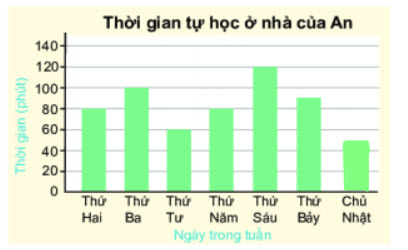 Thời gian tự học ở nhà của An
Thời gian (phút)
140
120
100
80
60
40
20
0
Thứ Hai
Thứ Ba
Thứ Tư
Thứ Năm
Thứ Sáu
Thứ Bảy
Chủ Nhật
Ngày trong tuần